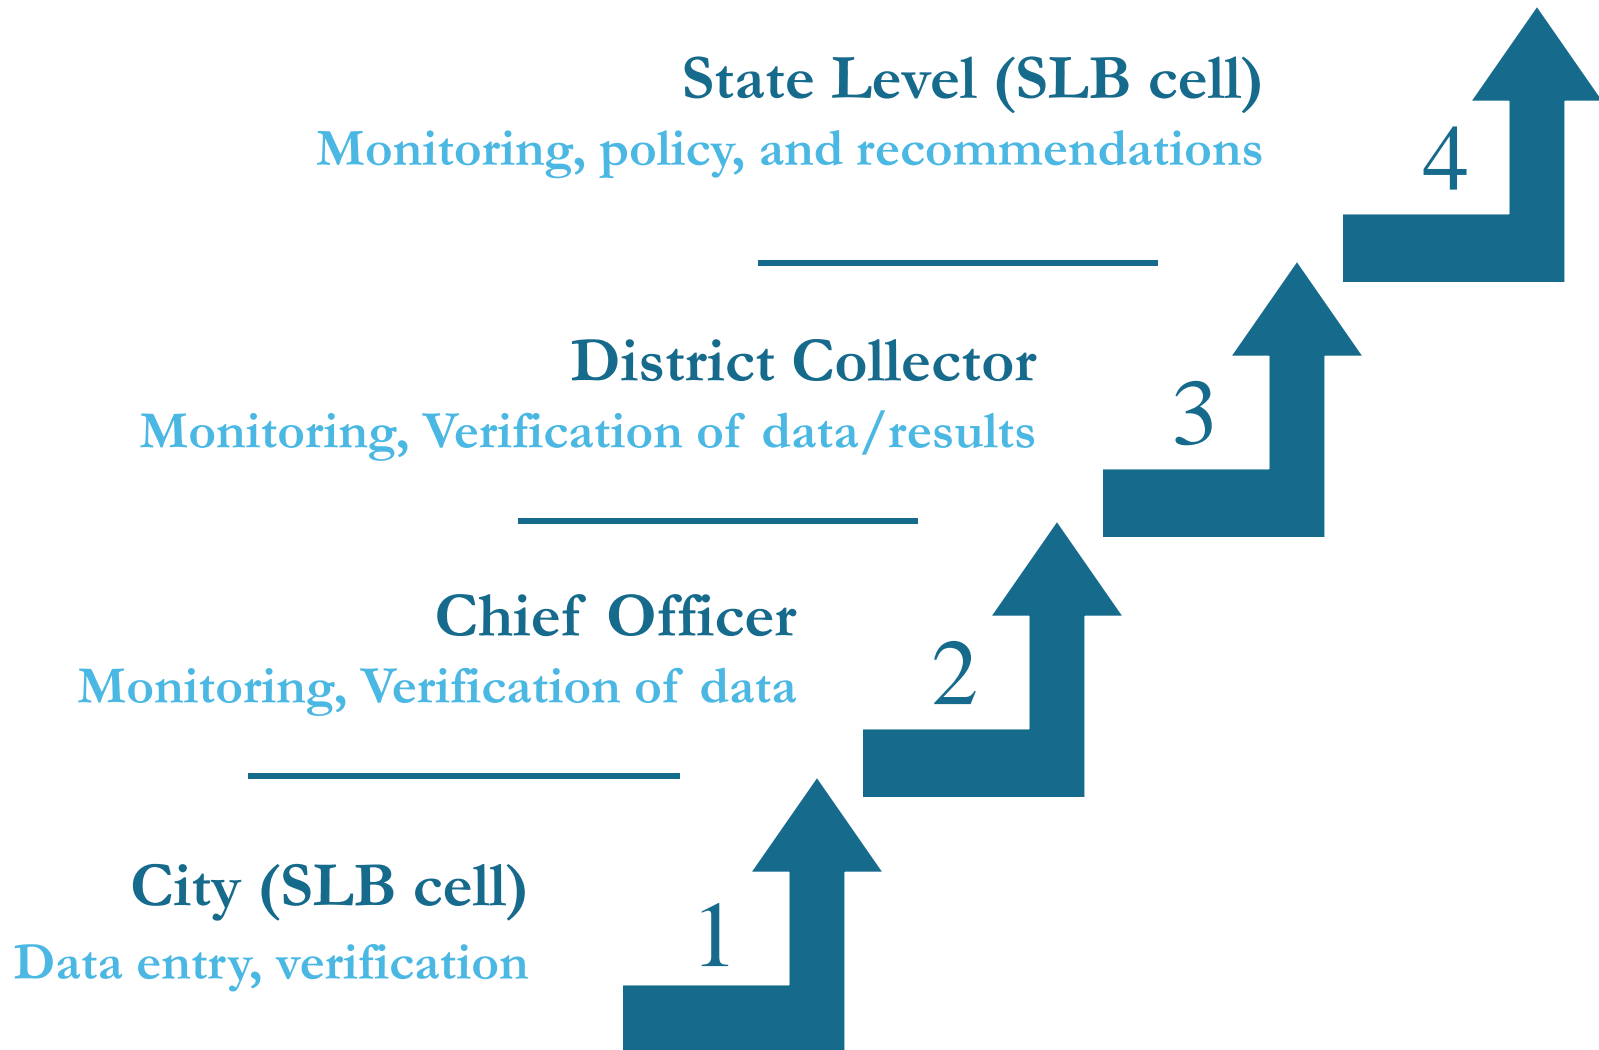 State Level (SLB cell)
Monitoring, policy, and recommendations
4
District Collector
Monitoring, Verification of data/results
3
Chief Officer
Monitoring, Verification of data
2
City (SLB cell)
Data entry, verification
1